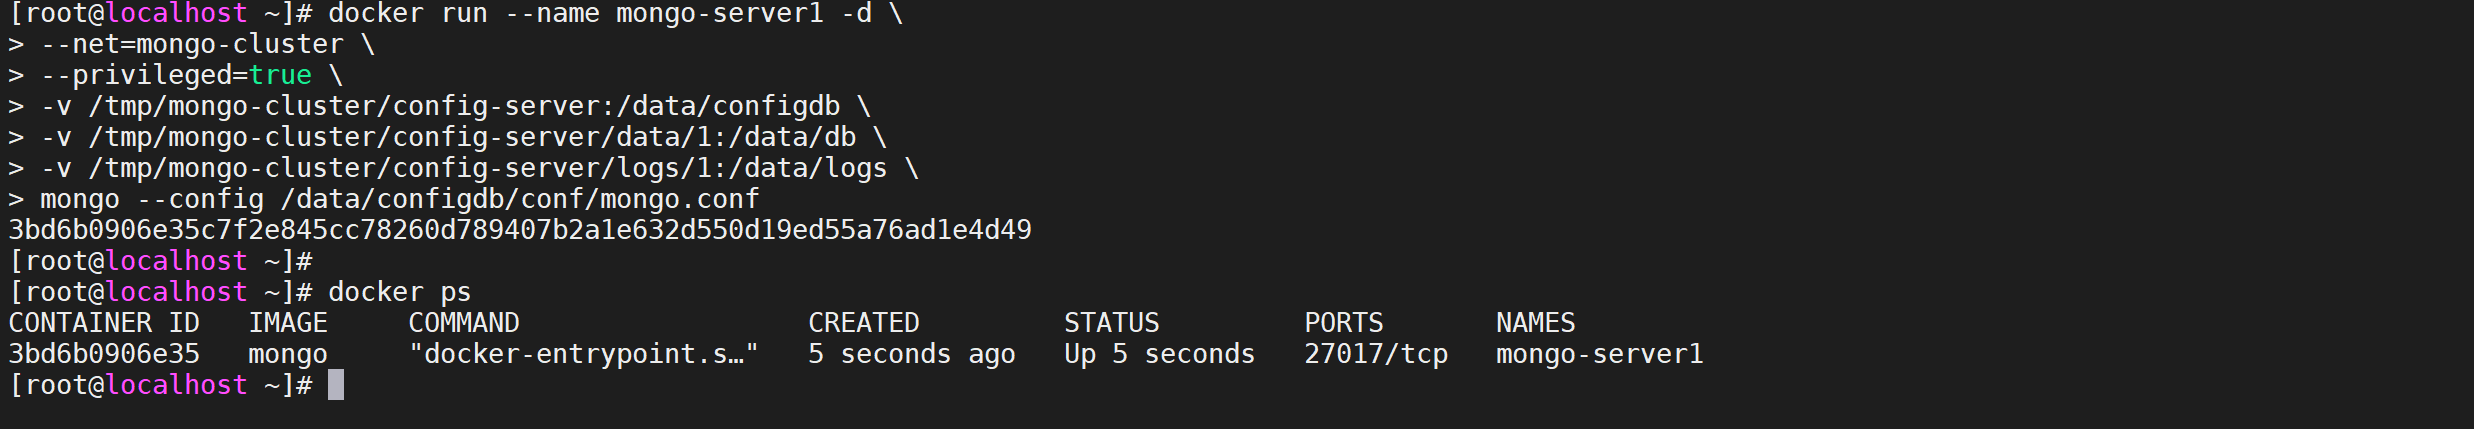 [root@localhost ~]# docker run --name mongo-server1 -d \
> --net=mongo-cluster \
> --privileged=true \
> -v /tmp/mongo-cluster/config-server:/data/configdb \
> -v /tmp/mongo-cluster/config-server/data/1:/data/db \
> -v /tmp/mongo-cluster/config-server/logs/1:/data/logs \
> mongo --config /data/configdb/conf/mongo.conf
3bd6b0906e35c7f2e845cc78260d789407b2a1e632d550d19ed55a76ad1e4d49
[root@localhost ~]#
[root@localhost ~]# docker ps
CONTAINER ID   IMAGE     COMMAND                  CREATED         STATUS         PORTS       NAMES
3bd6b0906e35   mongo     "docker-entrypoint.s…"   5 seconds ago   Up 5 seconds   27017/tcp   mongo-server1
[root@localhost ~]#